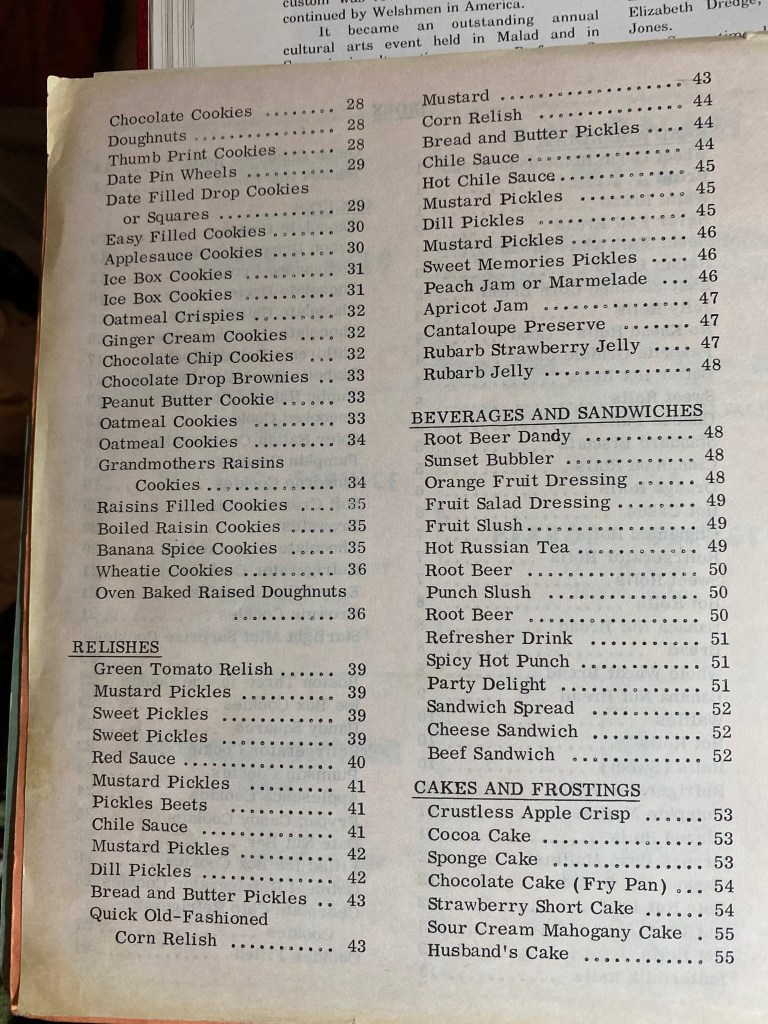 continued by Welshmen in America.
It became an outstanding annual
cultural arts event held in Malad and in
Elizabeth Dredge,
Jones.
Chocolate Cookies ........ 28
Doughnuts ................ 28
Thumb Print Cookies ...... 28
Date Pin Wheels .......... 29
Date Filled Drop Cookies
or Squares ............. 29
Easy Filled Cookies ....... 30
Applesauce Cookies ....... 30
Ice Box Cookies .......... 31
Ice Box Cookies .......... 31
Oatmeal Crispies ......... 32
Ginger Cream Cookies .... 32
Chocolate Chip Cookies ... 32
Chocolate Drop Brownies .. 33
Peanut Butter Cookie ...... 33
Oatmeal Cookies ......... 33
Oatmeal Cookies ......... 34
Grandmothers Raisins
Cookies .............. 34
Raisins Filled Cookies .... 35
Boiled Raisin Cookies ..... 35
Banana Spice Cookies ..... 35
Wheatie Cookies .......... 36
Oven Baked Raised Doughnuts
........... 36
RELISHES
Green Tomato Relish ...... 39
Mustard Pickles .......... 39
Sweet Pickles ............ 39
Sweet Pickles ............ 39
Red Sauce ................ 40
Mustard Pickles .......... 41
Pickles Beets ............ 41
Chile Sauce .............. 41
Mustard Pickles .......... 42
Dill Pickles .............. 42
Bread and Butter Pickles .. 43
Quick Old-Fashioned
Corn Relish ........... 43
Mustard ................... 43
Corn Relish ............... 44
Bread and Butter Pickles .... 44
Chile Sauce ................ 44
Hot Chile Sauce ............. 45
Mustard Pickles ............ 45
Dill Pickles ................ 45
Mustard Pickles ............ 46
Sweet Memories Pickles .... 46
Peach Jam or Marmelade ... 46
Apricot Jam ............... 47
Cantaloupe Preserve ....... 47
Rubarb Strawberry Jelly .... 47
Rubarb Jelly ............... 48
BEVERAGES AND SANDWICHES
Root Beer Dandy ........... 48
Sunset Bubbler ............. 48
Orange Fruit Dressing ...... 48
Fruit Salad Dressing ........ 49
Fruit Slush ................. 49
Hot Russian Tea ............ 49
Root Beer ................. 50
Punch Slush ............... 50
Root Beer ................. 50
Refresher Drink ........... 51
Spicy Hot Punch ........... 51
Party Delight ............. 51
Sandwich Spread .......... 52
Cheese Sandwich .......... 52
Beef Sandwich ............ 52
CAKES AND FROSTINGS
Crustless Apple Crisp ...... 53
Cocoa Cake ............... 53
Sponge Cake .............. 53
Chocolate Cake (Fry Pan) ... 54
Strawberry Short Cake ...... 54
Sour Cream Mahogany Cake . 55
Husband's Cake ........... 55